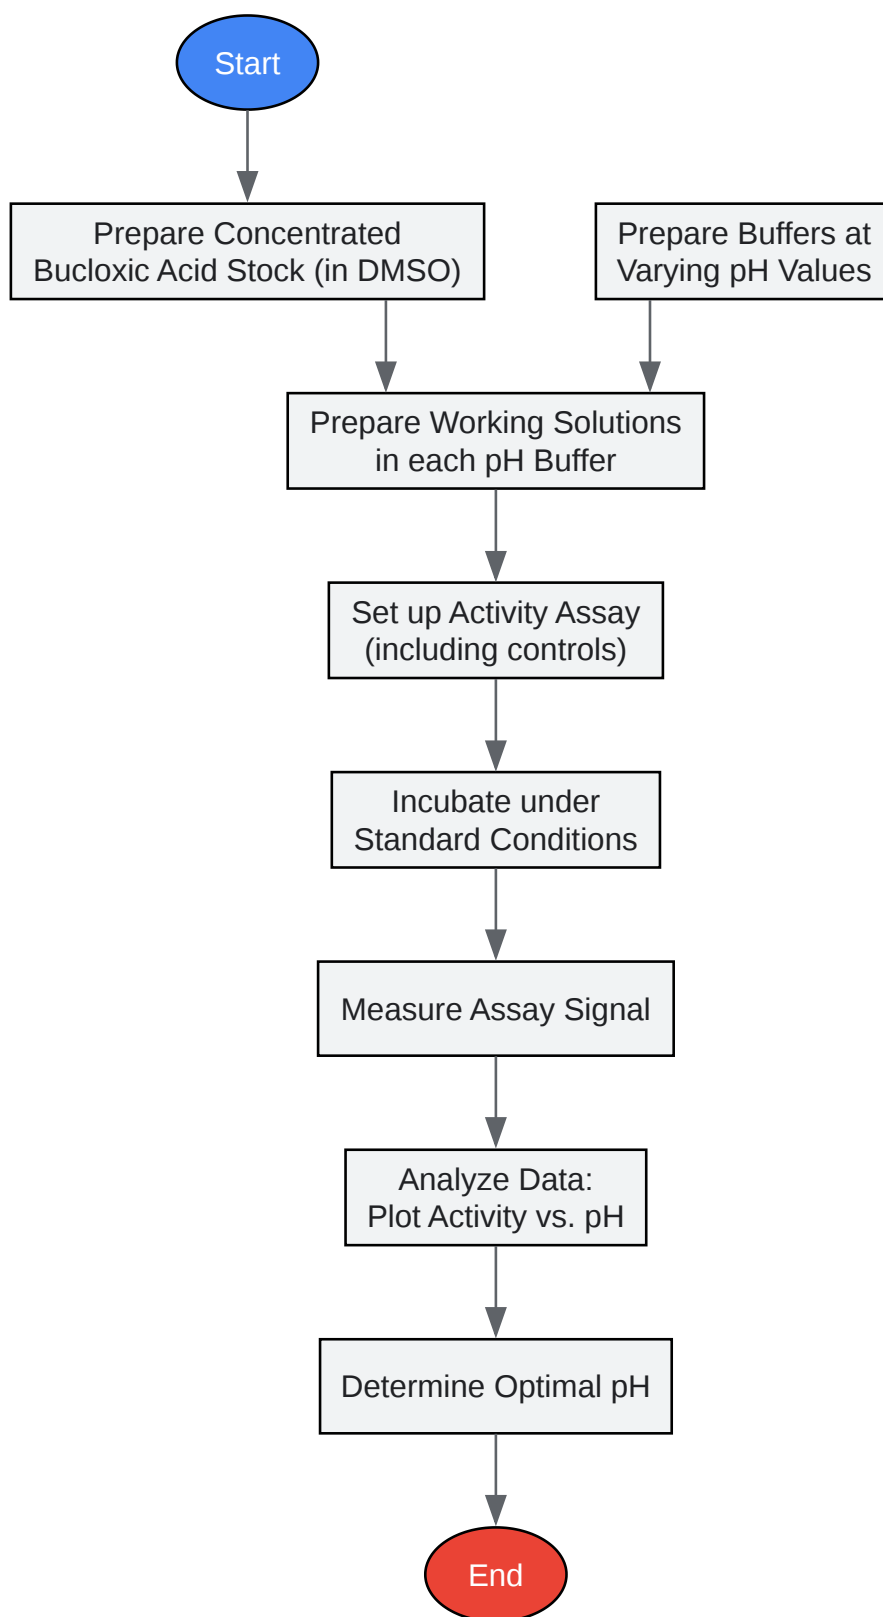 Start
Prepare Concentrated
Bucloxic Acid Stock (in DMSO)
Prepare Buffers at
Varying pH Values
Prepare Working Solutions
in each pH Buffer
Set up Activity Assay
(including controls)
Incubate under
Standard Conditions
Measure Assay Signal
Analyze Data:
Plot Activity vs. pH
Determine Optimal pH
End